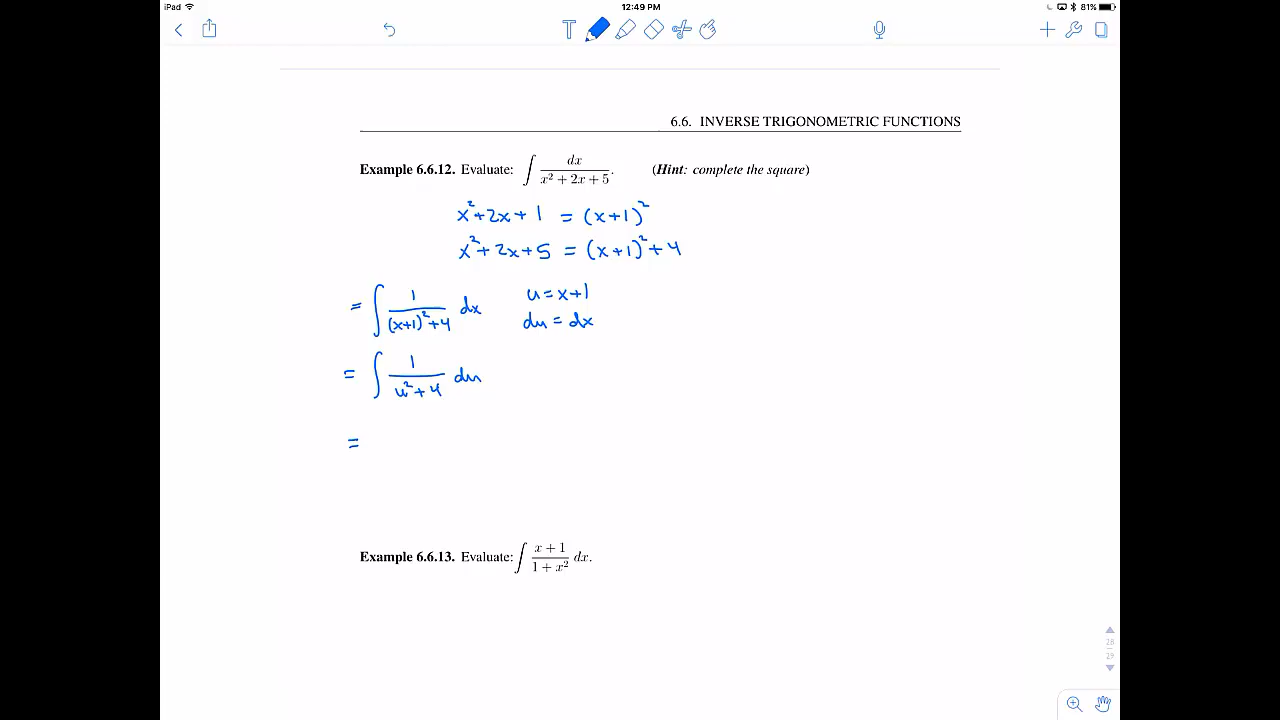 iPad 12:49 PM 81%
T
6.6. INVERSE TRIGONOMETRIC FUNCTIONS
Example 6.6.12. Evaluate: ∫ dx / (x² + 2x + 5). (Hint: complete the square)
x² + 2x + 1 = (x+1)²
x² + 2x + 5 = (x+1)² + 4
= ∫ 1 / ((x+1)² + 4) dx u = x+1
du = dx
= ∫ 1 / (u² + 4) du
=
Example 6.6.13. Evaluate: ∫ (x + 1) / (1 + x²) dx.
28
29